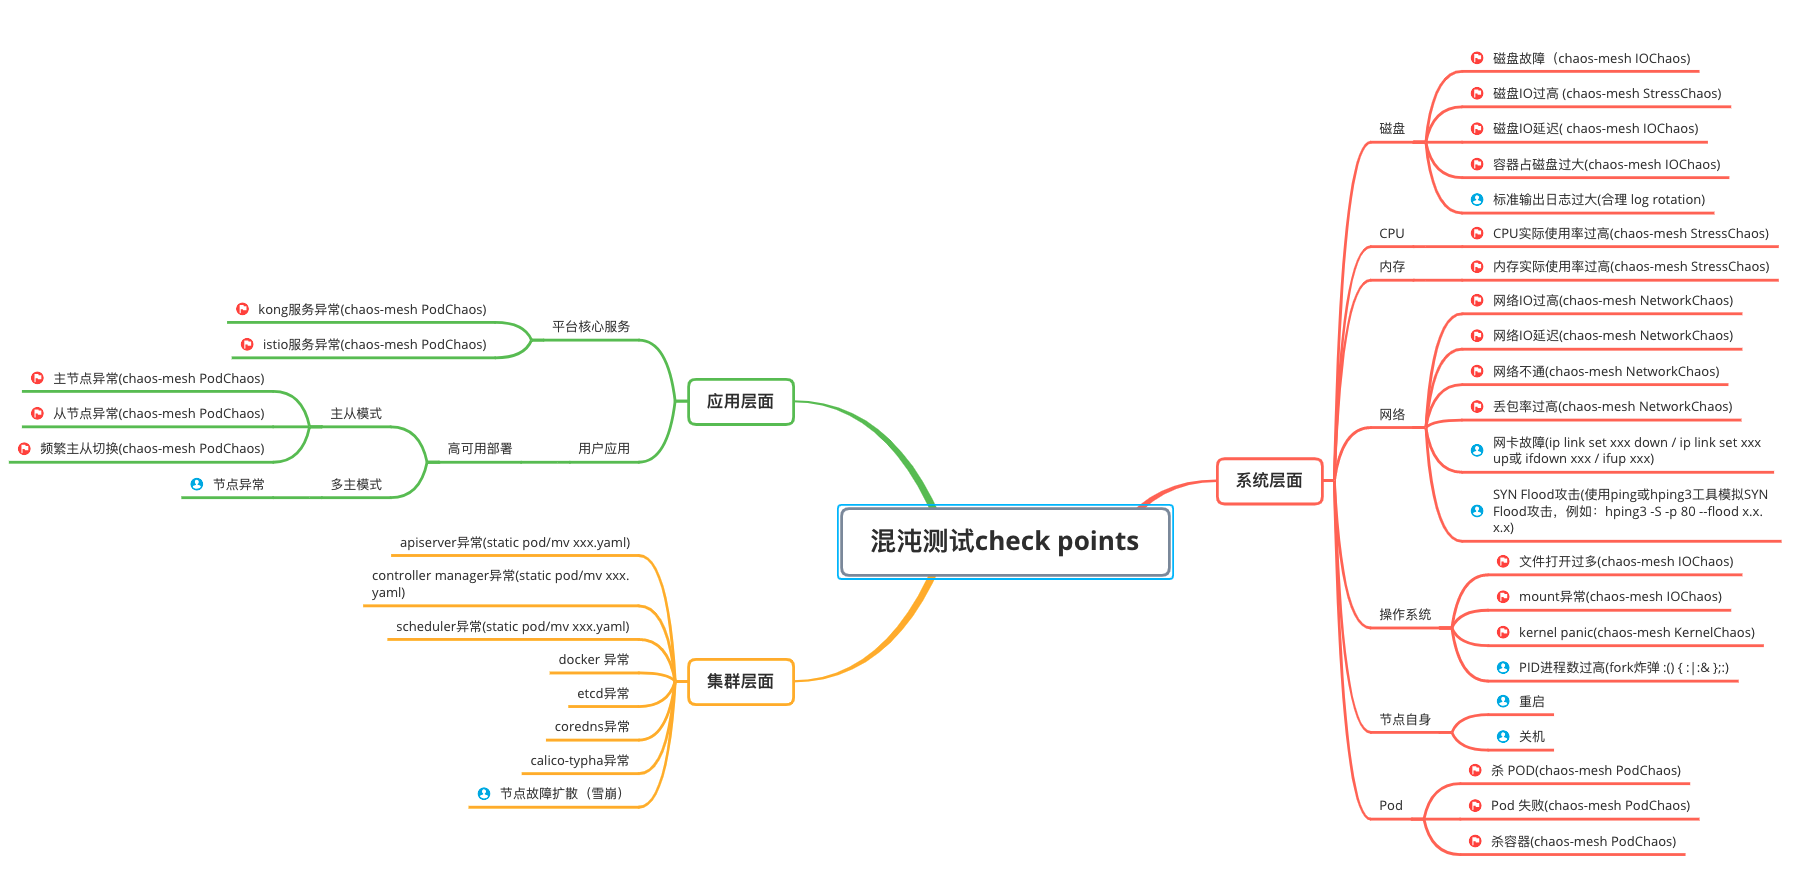 混沌测试check points
系统层面
磁盘
磁盘故障（chaos-mesh IOChaos)
磁盘IO过高 (chaos-mesh StressChaos)
磁盘IO延迟( chaos-mesh IOChaos)
容器占磁盘过大(chaos-mesh IOChaos)
标准输出日志过大(合理 log rotation)
CPU
CPU实际使用率过高(chaos-mesh StressChaos)
内存
内存实际使用率过高(chaos-mesh StressChaos)
网络
网络IO过高(chaos-mesh NetworkChaos)
网络IO延迟(chaos-mesh NetworkChaos)
网络不通(chaos-mesh NetworkChaos)
丢包率过高(chaos-mesh NetworkChaos)
网卡故障(ip link set xxx down / ip link set xxx
up或 ifdown xxx / ifup xxx)
SYN Flood攻击(使用ping或hping3工具模拟SYN
Flood攻击，例如：hping3 -S -p 80 --flood x.x.
x.x)
操作系统
文件打开过多(chaos-mesh IOChaos)
mount异常(chaos-mesh IOChaos)
kernel panic(chaos-mesh KernelChaos)
PID进程数过高(fork炸弹 :() { :|:& };:)
节点自身
重启
关机
Pod
杀 POD(chaos-mesh PodChaos)
Pod 失败(chaos-mesh PodChaos)
杀容器(chaos-mesh PodChaos)
应用层面
平台核心服务
kong服务异常(chaos-mesh PodChaos)
istio服务异常(chaos-mesh PodChaos)
用户应用
高可用部署
主从模式
主节点异常(chaos-mesh PodChaos)
从节点异常(chaos-mesh PodChaos)
频繁主从切换(chaos-mesh PodChaos)
多主模式
节点异常
集群层面
apiserver异常(static pod/mv xxx.yaml)
controller manager异常(static pod/mv xxx.
yaml)
scheduler异常(static pod/mv xxx.yaml)
docker 异常
etcd异常
coredns异常
calico-typha异常
节点故障扩散（雪崩）